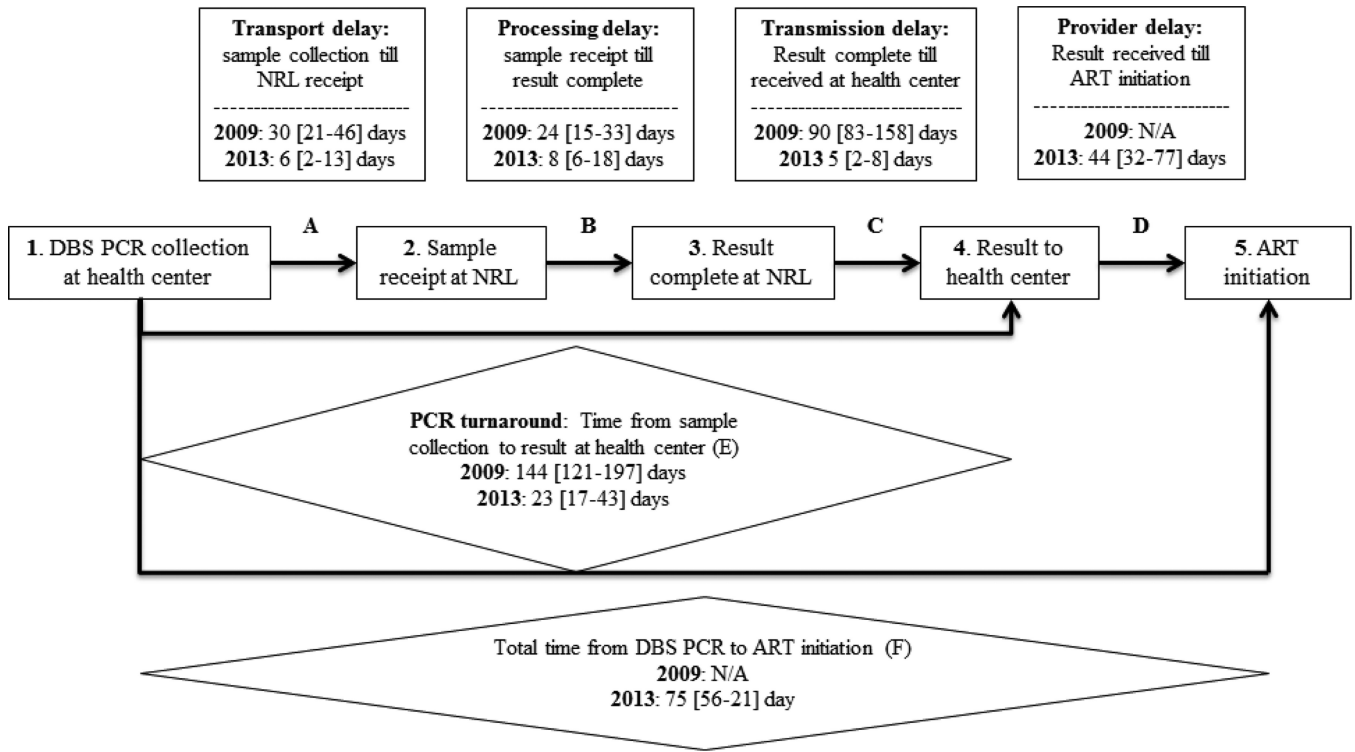 Transport delay:
sample collection till
NRL receipt
-----------------------------
2009: 30 [21-46] days
2013: 6 [2-13] days
Processing delay:
sample receipt till
result complete
-----------------------------
2009: 24 [15-33] days
2013: 8 [6-18] days
Transmission delay:
Result complete till
received at health center
-----------------------------
2009: 90 [83-158] days
2013 5 [2-8] days
Provider delay:
Result received till
ART initiation
-----------------------------
2009: N/A
2013: 44 [32-77] days
A
B
C
D
1. DBS PCR collection
at health center
2. Sample
receipt at NRL
3. Result
complete at NRL
4. Result to
health center
5. ART
initiation
PCR turnaround: Time from sample
collection to result at health center (E)
2009: 144 [121-197] days
2013: 23 [17-43] days
Total time from DBS PCR to ART initiation (F)
2009: N/A
2013: 75 [56-21] day